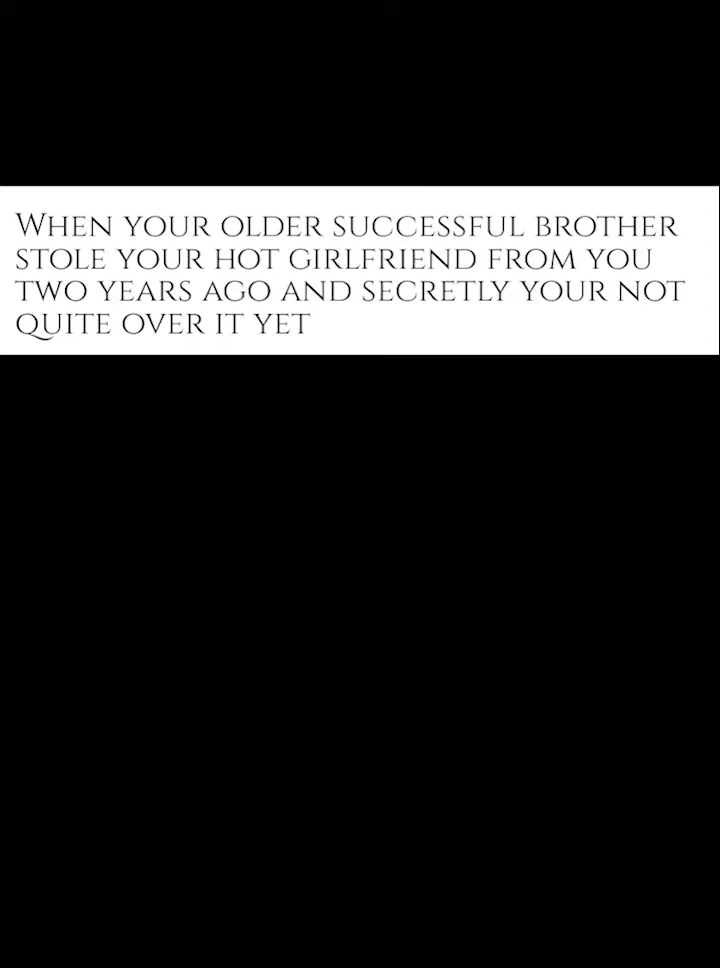 When your older successful brother
stole your hot girlfriend from you
two years ago and secretly your not
quite over it yet